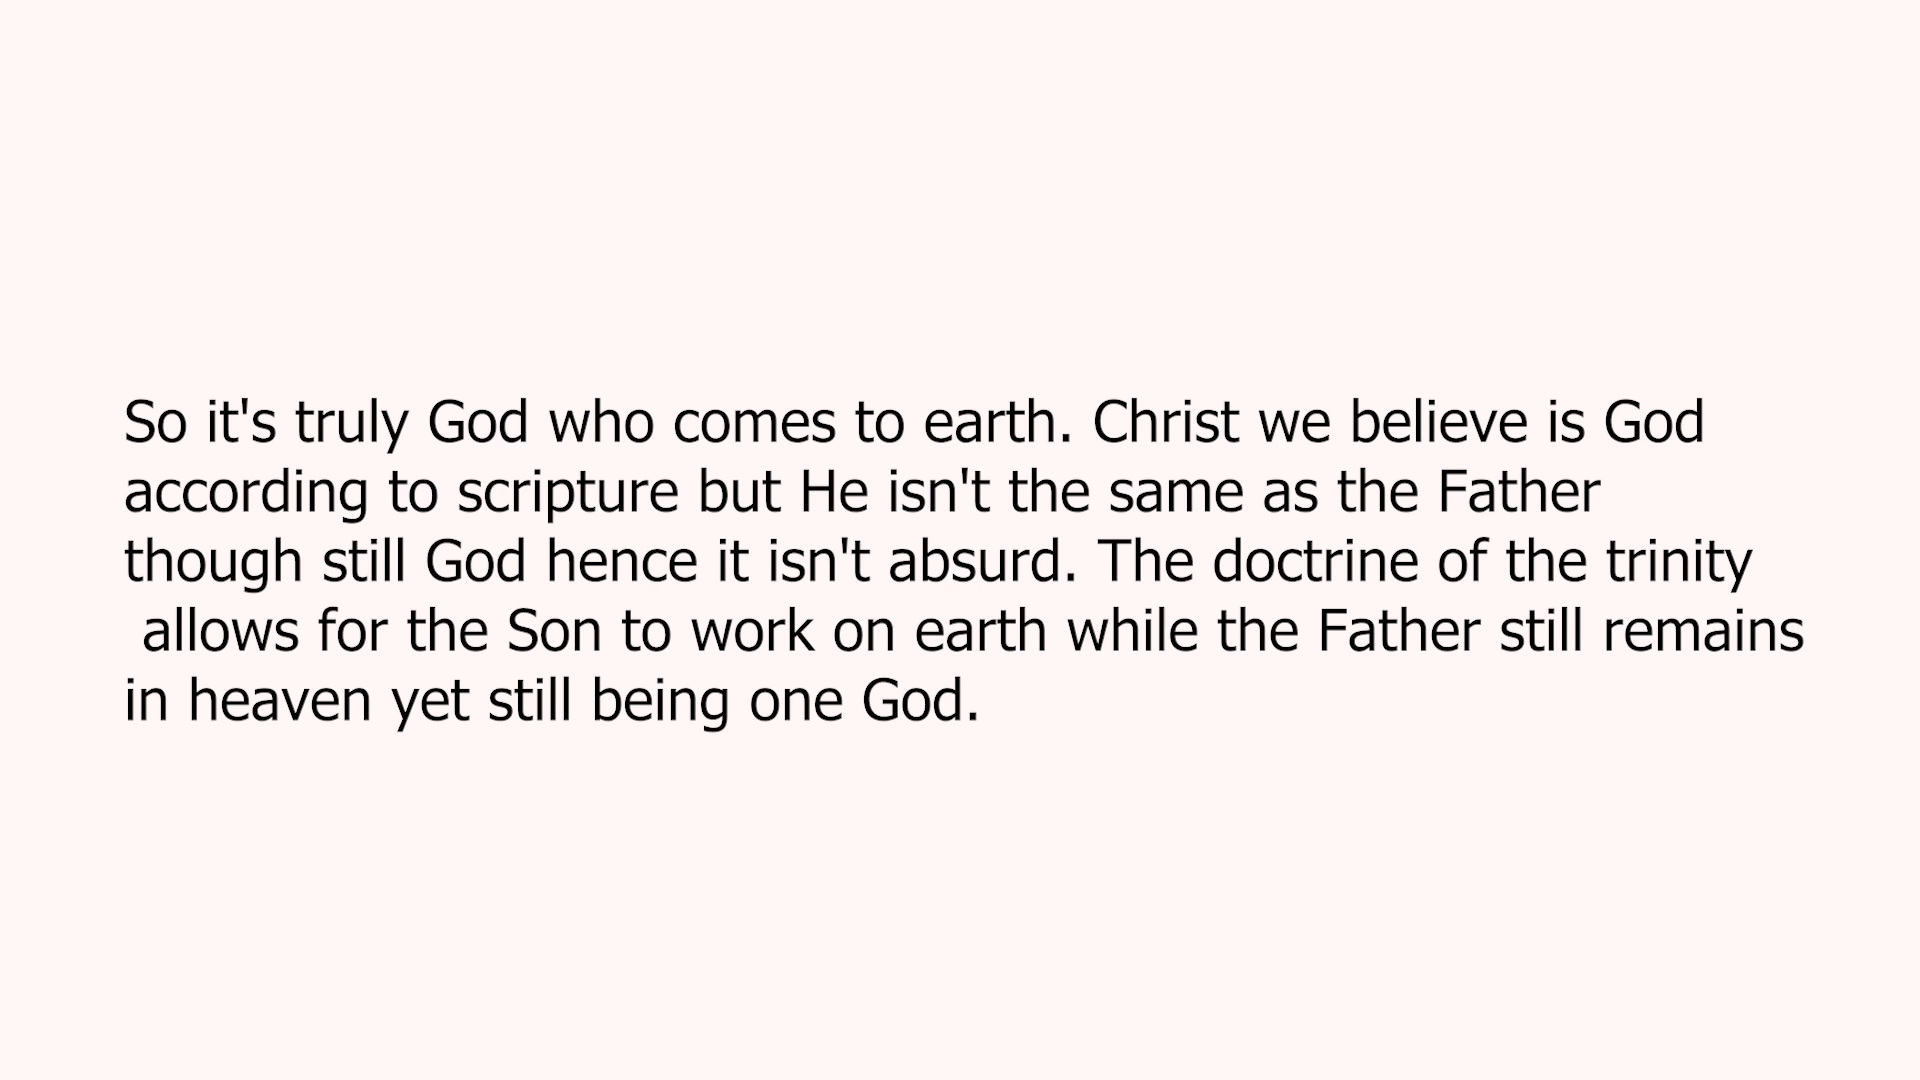 So it's truly God who comes to earth. Christ we believe is God
according to scripture but He isn't the same as the Father
though still God hence it isn't absurd. The doctrine of the trinity
allows for the Son to work on earth while the Father still remains
in heaven yet still being one God.